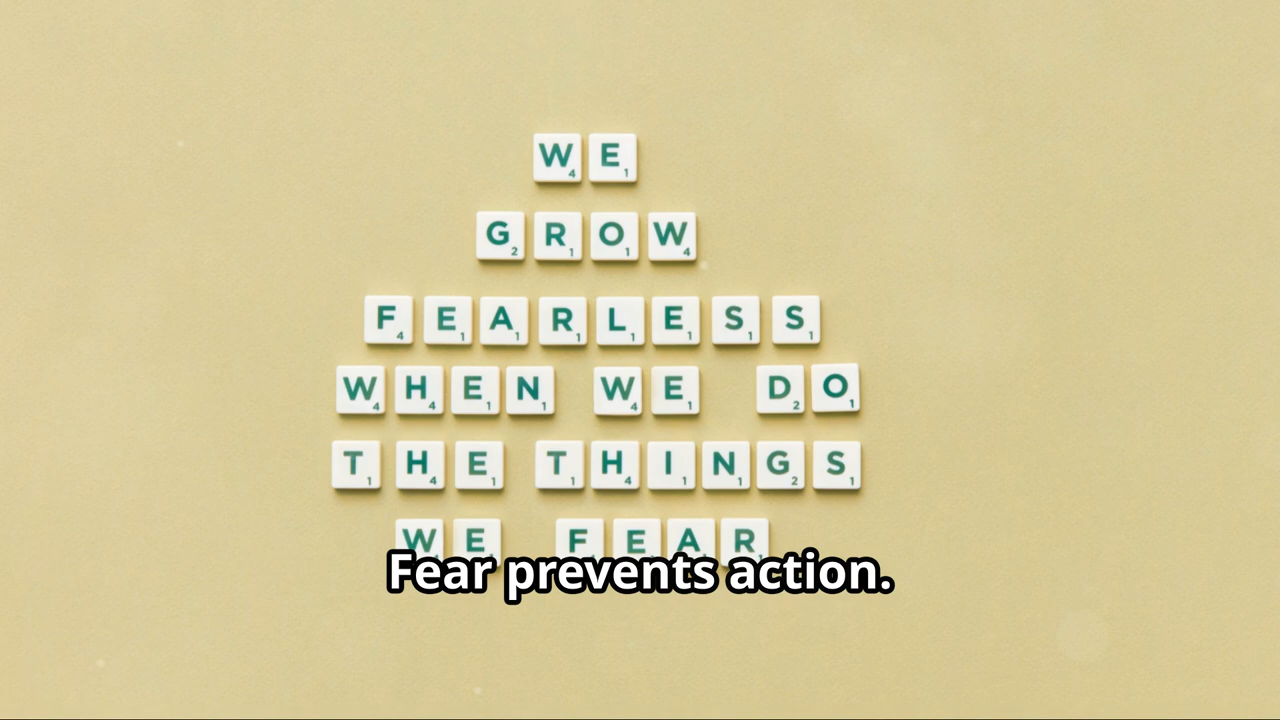 WE
GROW
FEARLESS
WHEN WE DO
THE THINGS
WE FEAR
Fear prevents action.